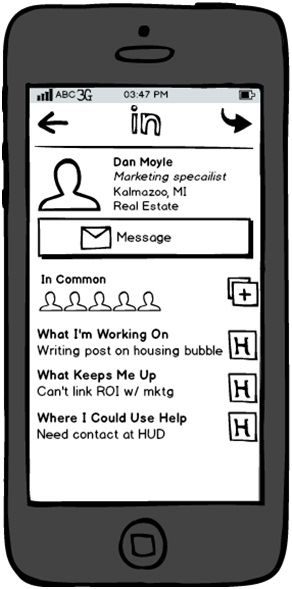 ABC 3G 03:47 PM
in
Dan Moyle
Marketing specailist
Kalmazoo, MI
Real Estate
Message
In Common
What I'm Working On
Writing post on housing bubble H
What Keeps Me Up
Can't link ROI w/ mktg H
Where I Could Use Help
Need contact at HUD H